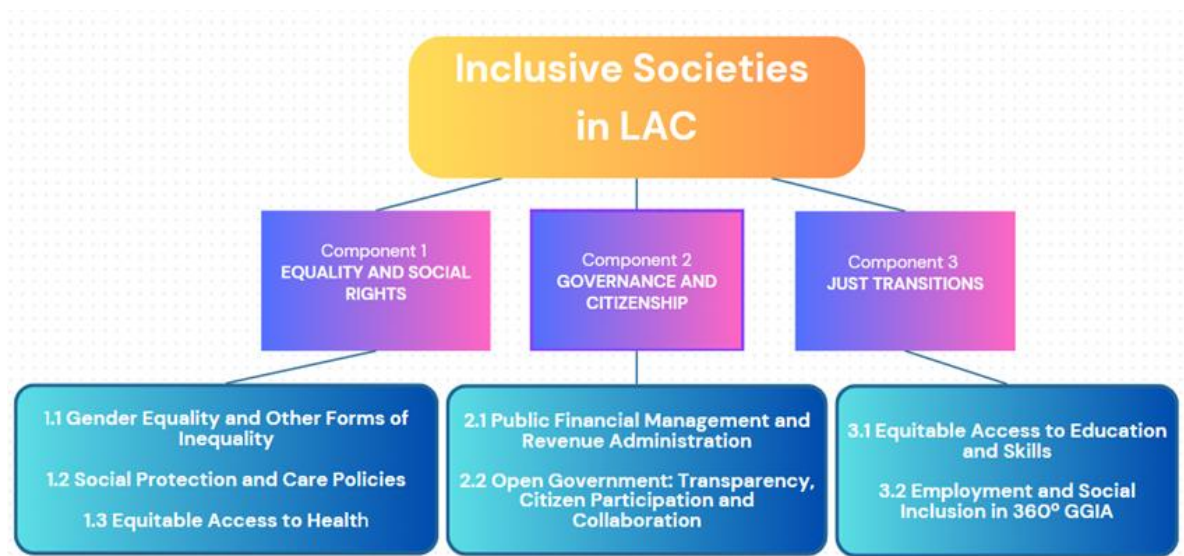 Inclusive Societies
in LAC
Component 1
EQUALITY AND SOCIAL
RIGHTS
Component 2
GOVERNANCE AND
CITIZENSHIP
Component 3
JUST TRANSITIONS
1.1 Gender Equality and Other Forms of
Inequality
1.2 Social Protection and Care Policies
1.3 Equitable Access to Health
2.1 Public Financial Management and
Revenue Administration
2.2 Open Government: Transparency,
Citizen Participation and
Collaboration
3.1 Equitable Access to Education
and Skills
3.2 Employment and Social
Inclusion in 360º GGIA